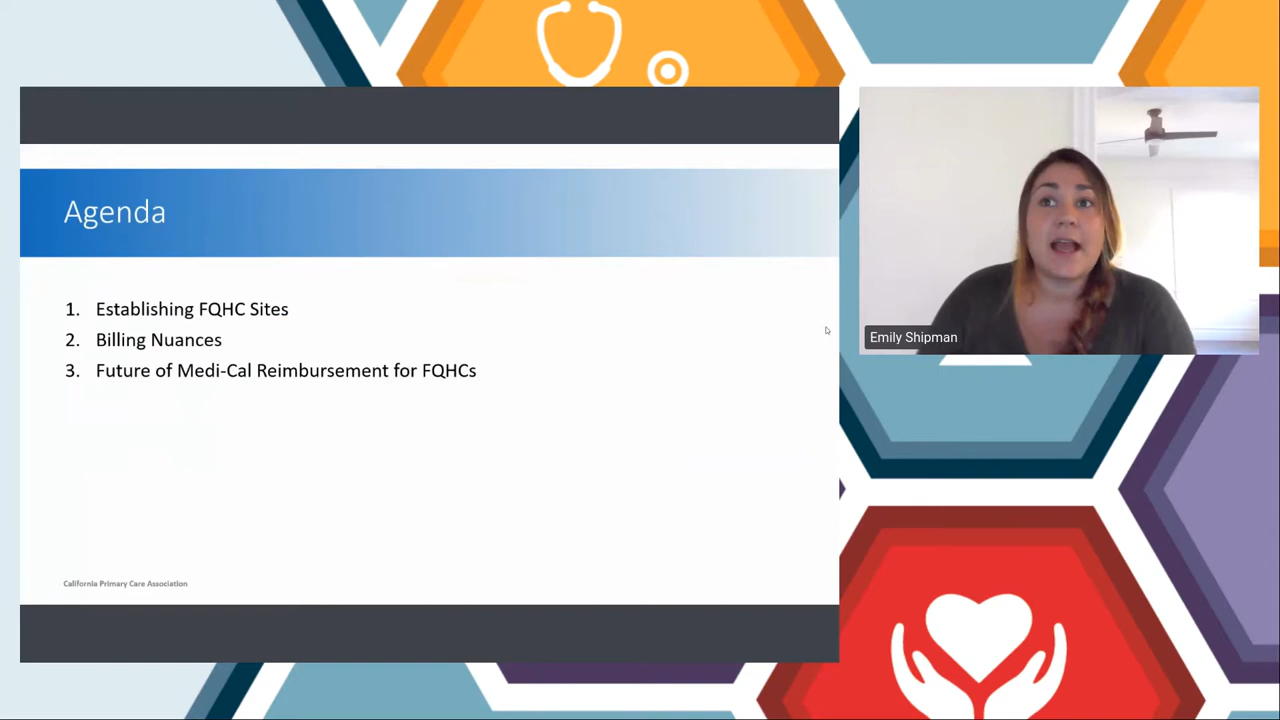 Agenda
1. Establishing FQHC Sites
2. Billing Nuances
3. Future of Medi-Cal Reimbursement for FQHCs
California Primary Care Association
Emily Shipman